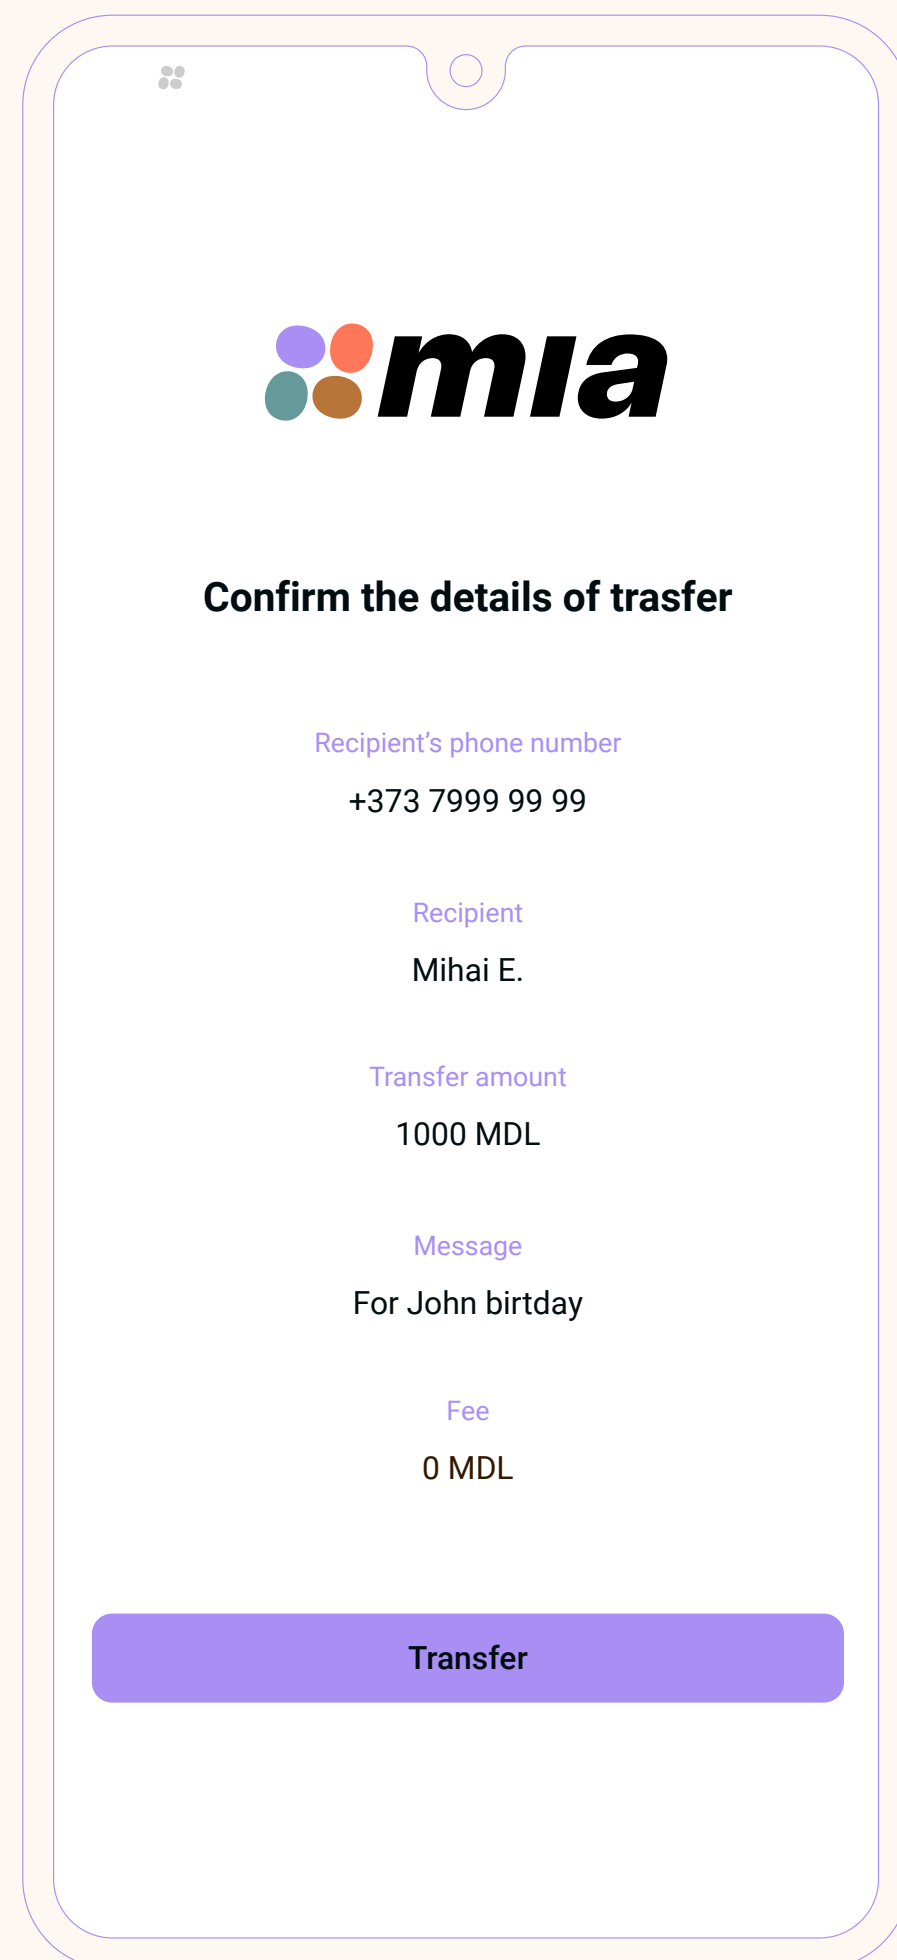 mıa
Confirm the details of trasfer
Recipient’s phone number
+373 7999 99 99
Recipient
Mihai E.
Transfer amount
1000 MDL
Message
For John birtday
Fee
0 MDL
Transfer